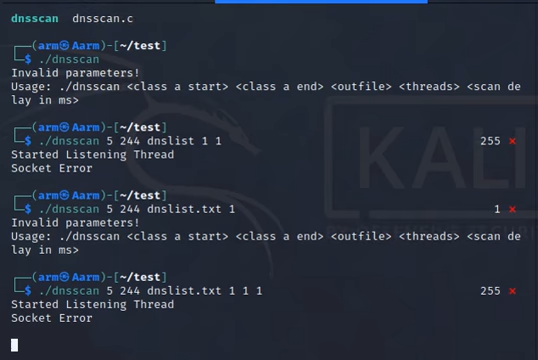 dnsscan dnsscan.c
┌──(arm㉿Aarm)-[~/test]
└─$ ./dnsscan
Invalid parameters!
Usage: ./dnsscan <class a start> <class a end> <outfile> <threads> <scan de
lay in ms>
┌──(arm㉿Aarm)-[~/test]
└─$ ./dnsscan 5 244 dnslist 1 1 255 ⨯
Started Listening Thread
Socket Error
┌──(arm㉿Aarm)-[~/test]
└─$ ./dnsscan 5 244 dnslist.txt 1 1 ⨯
Invalid parameters!
Usage: ./dnsscan <class a start> <class a end> <outfile> <threads> <scan de
lay in ms>
┌──(arm㉿Aarm)-[~/test]
└─$ ./dnsscan 5 244 dnslist.txt 1 1 1 255 ⨯
Started Listening Thread
Socket Error
KALI